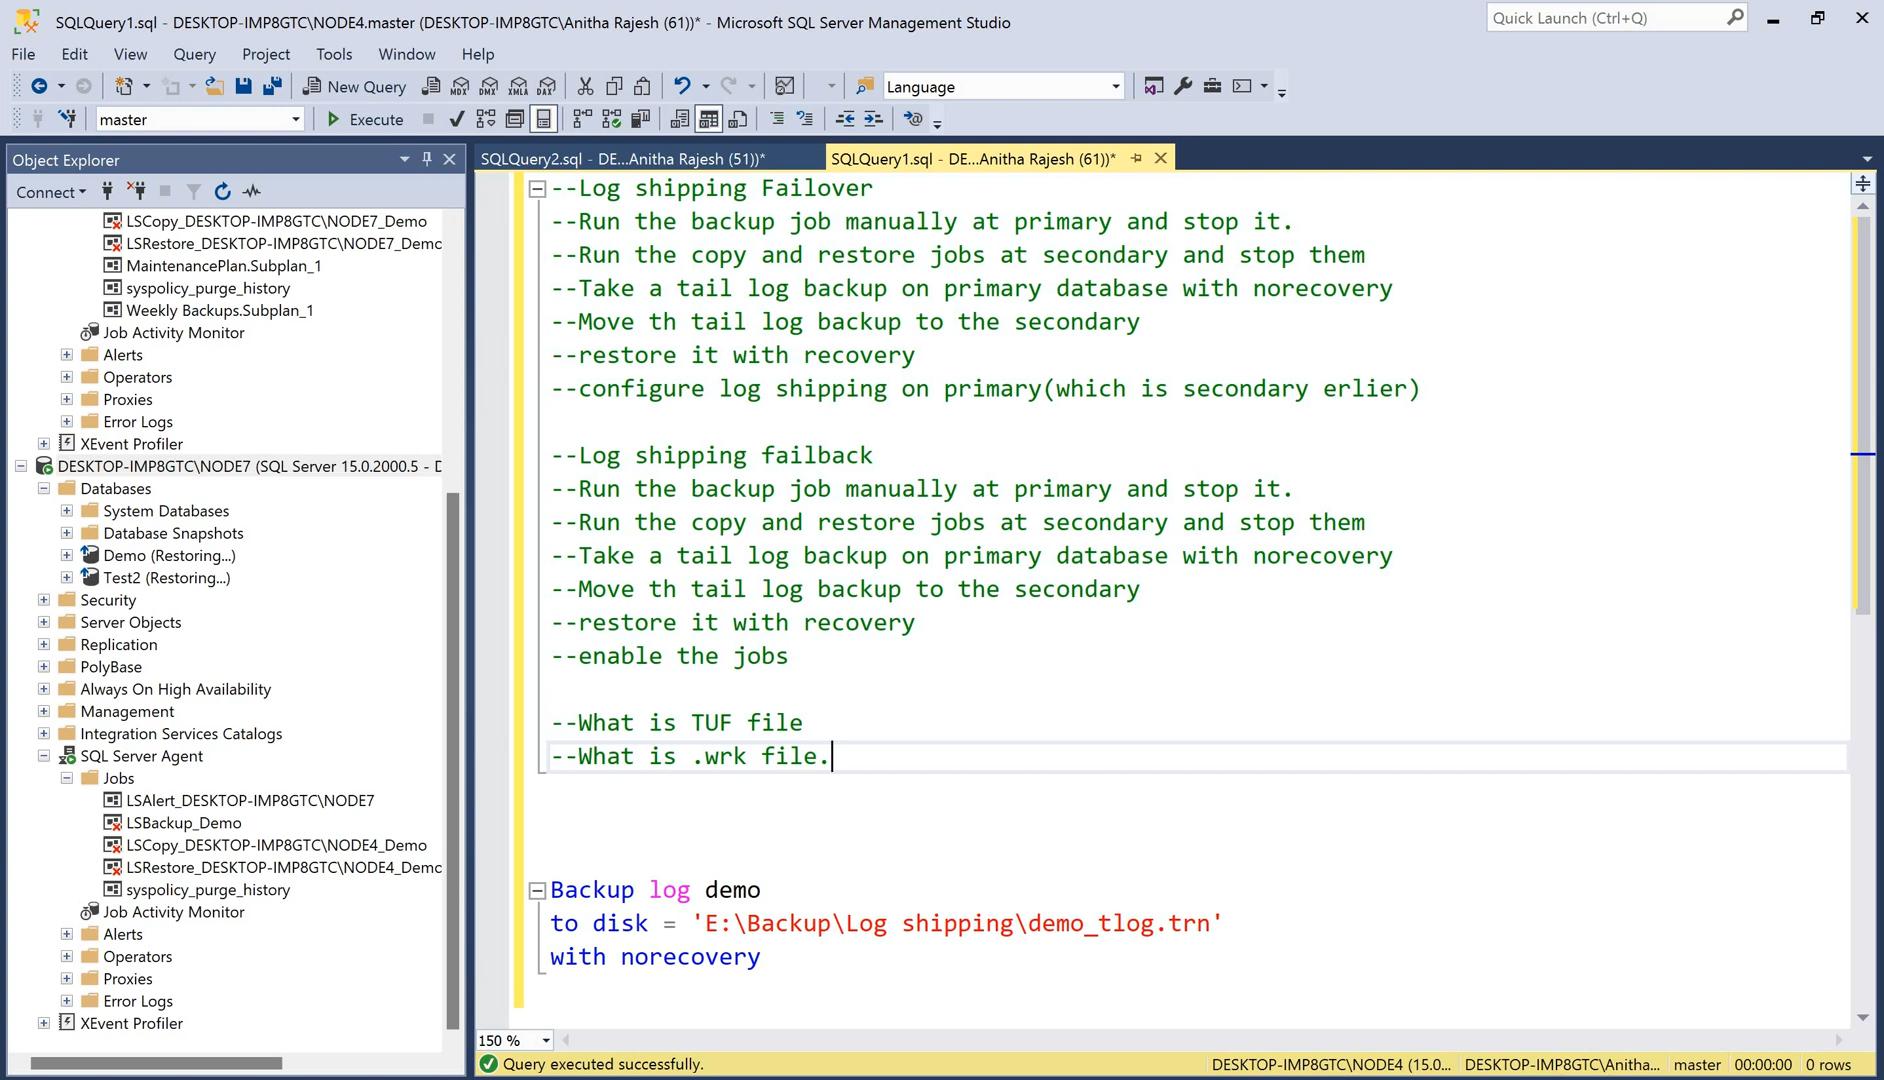 SQLQuery1.sql - DESKTOP-IMP8GTC\NODE4.master (DESKTOP-IMP8GTC\Anitha Rajesh (61))* - Microsoft SQL Server Management Studio
Quick Launch (Ctrl+Q)
File Edit View Query Project Tools Window Help
New Query MDX DMX XMLA DAX Language
master Execute
Object Explorer
SQLQuery2.sql - DE...Anitha Rajesh (51))*
SQLQuery1.sql - DE...Anitha Rajesh (61))*
Connect
LSCopy_DESKTOP-IMP8GTC\NODE7_Demo
LSRestore_DESKTOP-IMP8GTC\NODE7_Demo
MaintenancePlan.Subplan_1
syspolicy_purge_history
Weekly Backups.Subplan_1
Job Activity Monitor
Alerts
Operators
Proxies
Error Logs
XEvent Profiler
DESKTOP-IMP8GTC\NODE7 (SQL Server 15.0.2000.5 - D
Databases
System Databases
Database Snapshots
Demo (Restoring...)
Test2 (Restoring...)
Security
Server Objects
Replication
PolyBase
Always On High Availability
Management
Integration Services Catalogs
SQL Server Agent
Jobs
LSAlert_DESKTOP-IMP8GTC\NODE7
LSBackup_Demo
LSCopy_DESKTOP-IMP8GTC\NODE4_Demo
LSRestore_DESKTOP-IMP8GTC\NODE4_Demo
syspolicy_purge_history
Job Activity Monitor
Alerts
Operators
Proxies
Error Logs
XEvent Profiler
--Log shipping Failover
--Run the backup job manually at primary and stop it.
--Run the copy and restore jobs at secondary and stop them
--Take a tail log backup on primary database with norecovery
--Move th tail log backup to the secondary
--restore it with recovery
--configure log shipping on primary(which is secondary erlier)
--Log shipping failback
--Run the backup job manually at primary and stop it.
--Run the copy and restore jobs at secondary and stop them
--Take a tail log backup on primary database with norecovery
--Move th tail log backup to the secondary
--restore it with recovery
--enable the jobs
--What is TUF file
--What is .wrk file.
Backup log demo
to disk = 'E:\Backup\Log shipping\demo_tlog.trn'
with norecovery
150 %
Query executed successfully.
DESKTOP-IMP8GTC\NODE4 (15.0... DESKTOP-IMP8GTC\Anitha... master 00:00:00 0 rows